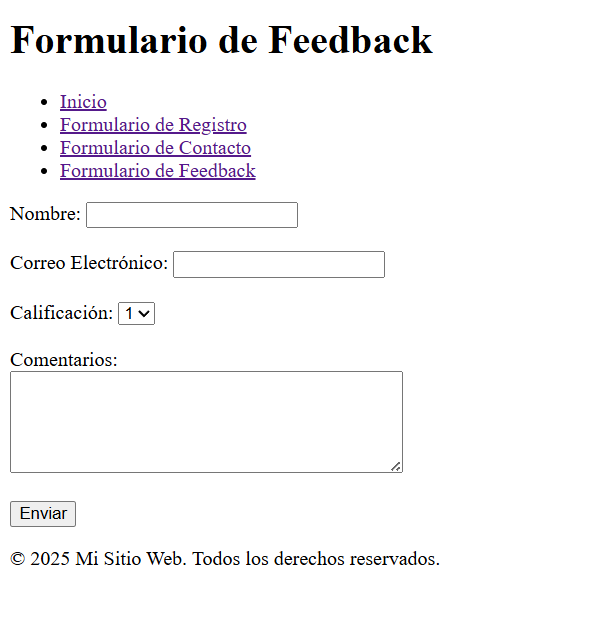 Formulario de Feedback
Inicio
Formulario de Registro
Formulario de Contacto
Formulario de Feedback
Nombre:
Correo Electrónico:
Calificación: 1
Comentarios:
Enviar
© 2025 Mi Sitio Web. Todos los derechos reservados.